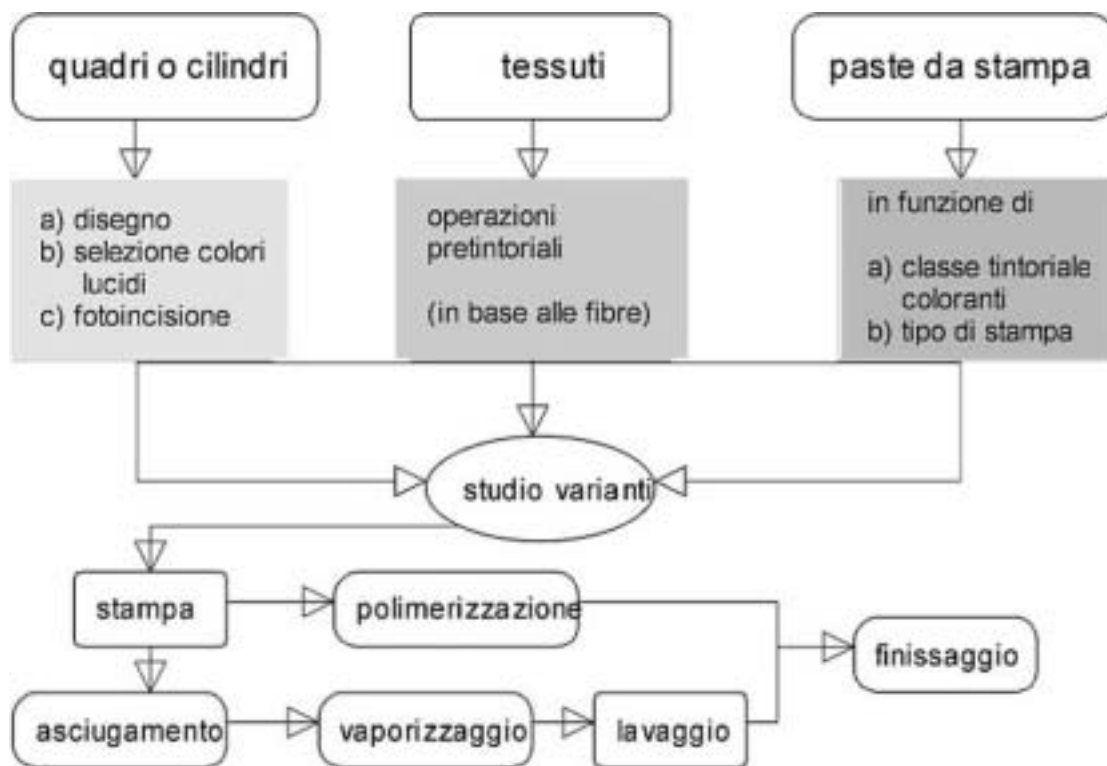 quadri o cilindri
tessuti
paste da stampa
a) disegno
b) selezione colori
lucidi
c) fotoincisione
operazioni
pretintoriali
(in base alle fibre)
in funzione di
a) classe tintoriale
coloranti
b) tipo di stampa
studio varianti
stampa
polimerizzazione
finissaggio
asciugamento
vaporizzaggio
lavaggio